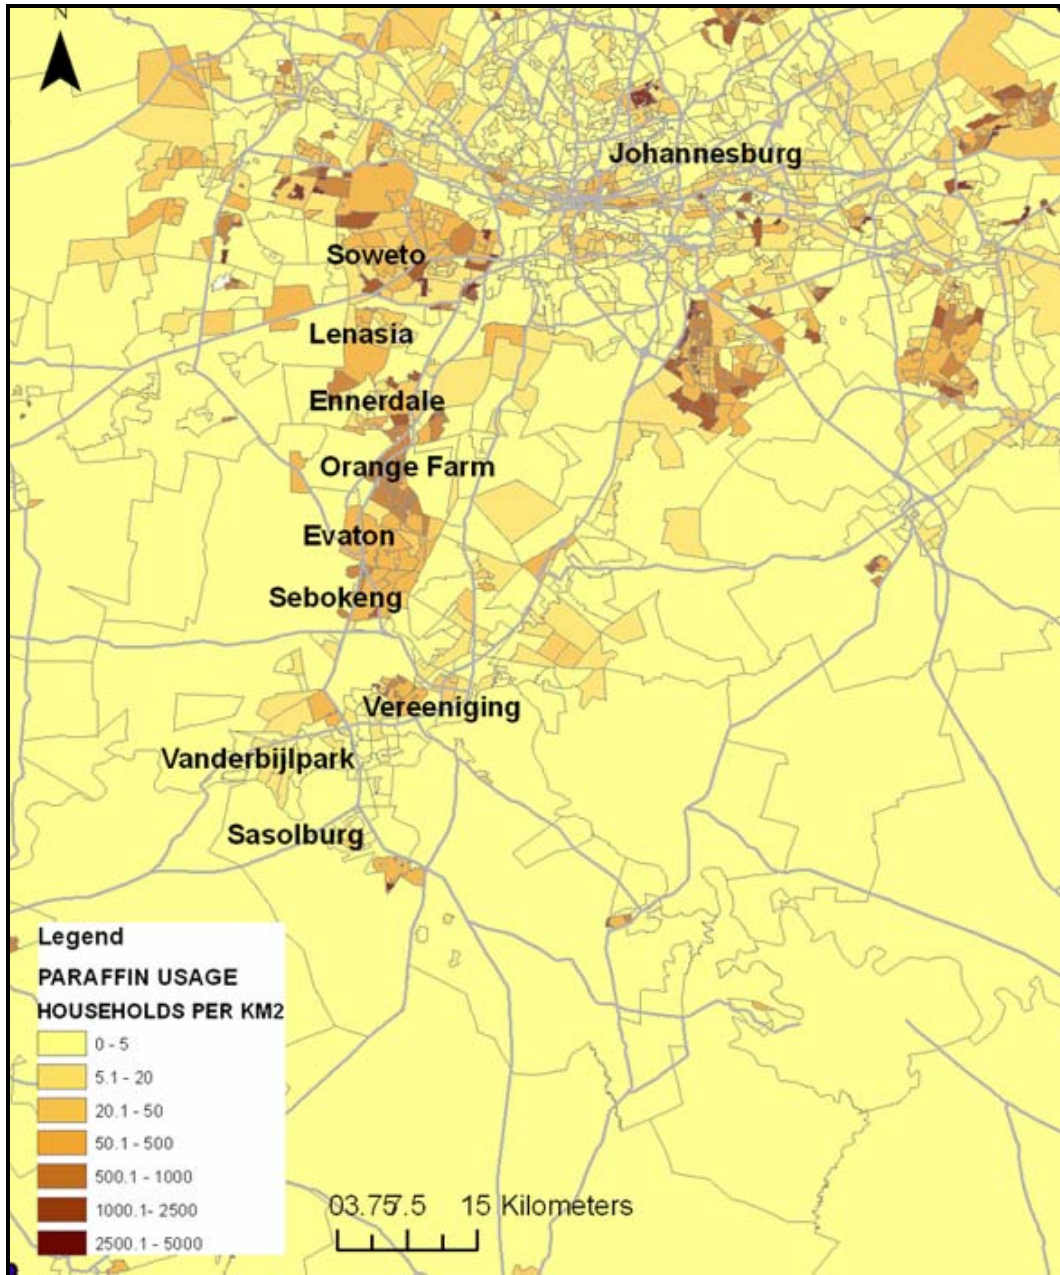 N
Johannesburg
Soweto
Lenasia
Ennerdale
Orange Farm
Evaton
Sebokeng
Vereeniging
Vanderbijlpark
Sasolburg
Legend
PARAFFIN USAGE
HOUSEHOLDS PER KM2
0 - 5
5.1 - 20
20.1 - 50
50.1 - 500
500.1 - 1000
1000.1- 2500
2500.1 - 5000
03.757.5 15 Kilometers